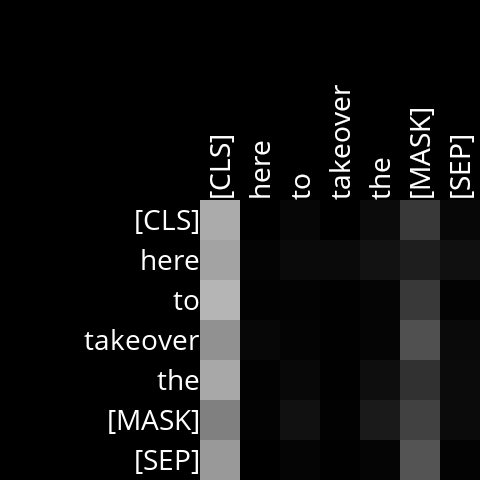 [CLS] here to takeover the [MASK] [SEP]
[CLS]
here
to
takeover
the
[MASK]
[SEP]